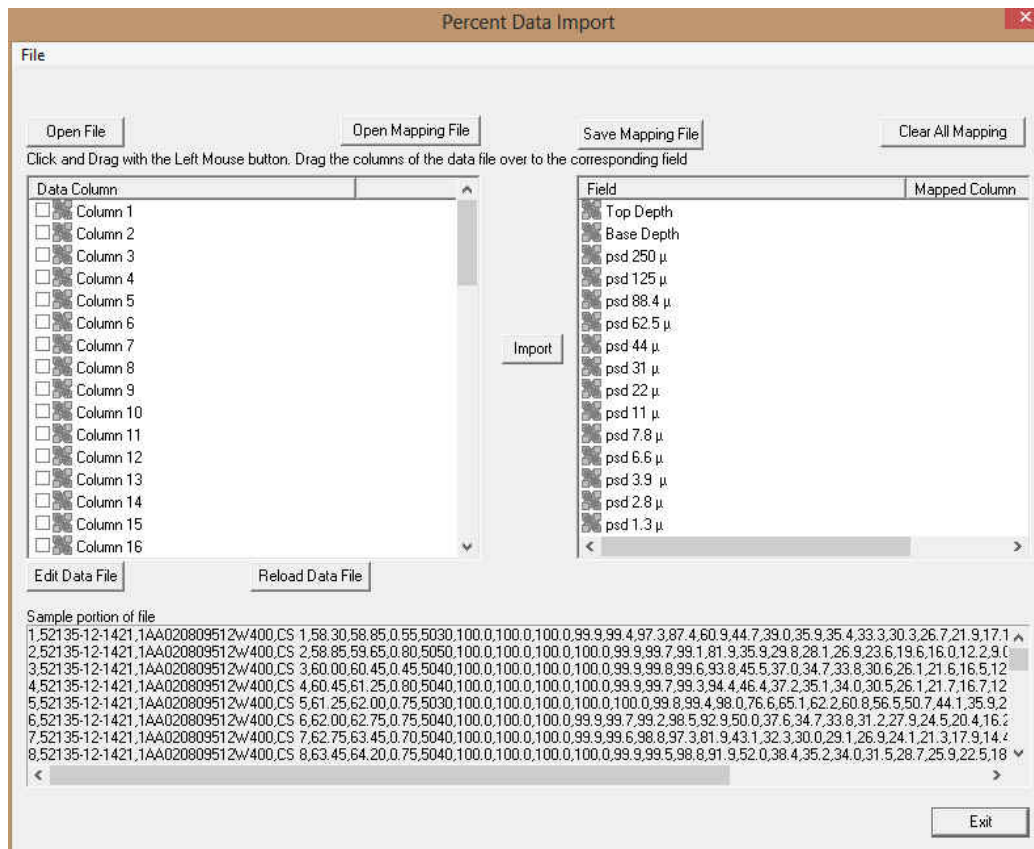 Percent Data Import
File
Open File
Open Mapping File
Save Mapping File
Clear All Mapping
Click and Drag with the Left Mouse button. Drag the columns of the data file over to the corresponding field
Data Column
Column 1
Column 2
Column 3
Column 4
Column 5
Column 6
Column 7
Column 8
Column 9
Column 10
Column 11
Column 12
Column 13
Column 14
Column 15
Column 16
Import
Field Mapped Column
Top Depth
Base Depth
psd 250 µ
psd 125 µ
psd 88.4 µ
psd 62.5 µ
psd 44 µ
psd 31 µ
psd 22 µ
psd 11 µ
psd 7.8 µ
psd 6.6 µ
psd 3.9 µ
psd 2.8 µ
psd 1.3 µ
Edit Data File
Reload Data File
Sample portion of file
1,52135-12-1421,1AA020809512W400,CS 1,58.30,58.85,0.55,5030,100.0,100.0,100.0,99.9,99.4,97.3,87.4,60.9,44.7,39.0,35.9,35.4,33.3,30.3,26.7,21.9,17.1
2,52135-12-1421,1AA020809512W400,CS 2,58.85,59.65,0.80,5050,100.0,100.0,100.0,99.9,99.7,99.1,81.9,35.9,29.8,28.1,26.9,23.6,19.6,16.0,12.2,9.0
3,52135-12-1421,1AA020809512W400,CS 3,60.00,60.45,0.45,5040,100.0,100.0,100.0,99.9,99.8,99.6,93.8,45.5,37.0,34.7,33.8,30.6,26.1,21.6,16.5,12
4,52135-12-1421,1AA020809512W400,CS 4,60.45,61.25,0.80,5040,100.0,100.0,100.0,99.9,99.7,99.3,94.4,46.4,37.2,35.1,34.0,30.5,26.1,21.7,16.7,12
5,52135-12-1421,1AA020809512W400,CS 5,61.25,62.00,0.75,5030,100.0,100.0,100.0,100.0,99.8,99.4,98.0,76.6,65.1,62.2,60.8,56.5,50.7,44.1,35.9,2
6,52135-12-1421,1AA020809512W400,CS 6,62.00,62.75,0.75,5040,100.0,100.0,100.0,99.9,99.7,99.2,98.5,92.9,50.0,37.6,34.7,33.8,31.2,27.9,24.5,20.4,16.2
7,52135-12-1421,1AA020809512W400,CS 7,62.75,63.45,0.70,5040,100.0,100.0,100.0,99.9,99.6,98.8,97.3,81.9,43.1,32.3,30.0,29.1,26.9,24.1,21.3,17.9,14.4
8,52135-12-1421,1AA020809512W400,CS 8,63.45,64.20,0.75,5040,100.0,100.0,100.0,99.9,99.5,98.8,91.9,52.0,38.4,35.2,34.0,31.5,28.7,25.9,22.5,18
Exit